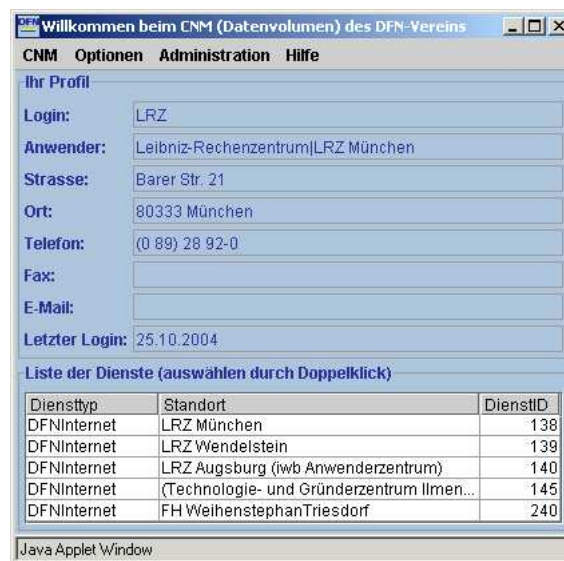 DFN Willkommen beim CNM (Datenvolumen) des DFN-Vereins
CNM Optionen Administration Hilfe
Ihr Profil
Login: LRZ
Anwender: Leibniz-Rechenzentrum|LRZ München
Strasse: Barer Str. 21
Ort: 80333 München
Telefon: (0 89) 28 92-0
Fax:
E-Mail:
Letzter Login: 25.10.2004
Liste der Dienste (auswählen durch Doppelklick)
Diensttyp Standort DienstID
DFNInternet LRZ München 138
DFNInternet LRZ Wendelstein 139
DFNInternet LRZ Augsburg (iwb Anwenderzentrum) 140
DFNInternet (Technologie- und Gründerzentrum Ilmen... 145
DFNInternet FH WeihenstephanTriesdorf 240
Java Applet Window